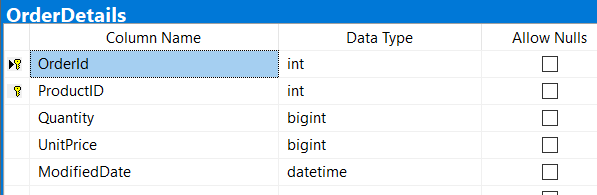 OrderDetails
Column Name Data Type Allow Nulls
OrderId int
ProductID int
Quantity bigint
UnitPrice bigint
ModifiedDate datetime